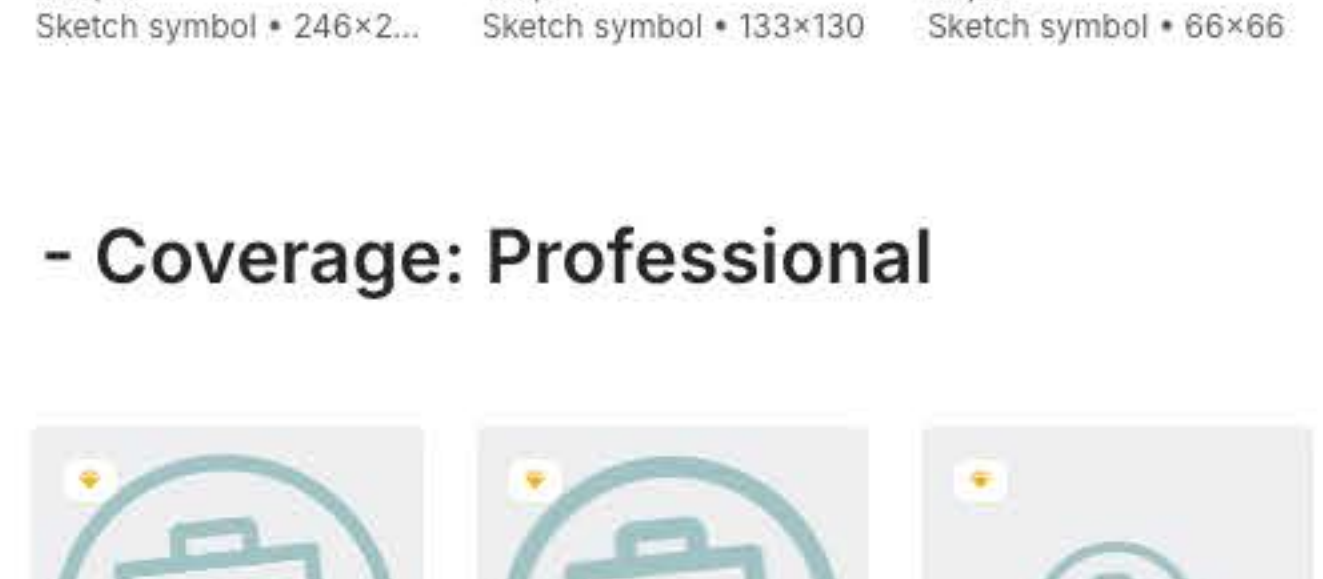 Sketch symbol • 246×2...
Sketch symbol • 133×130
Sketch symbol • 66×66
- Coverage: Professional